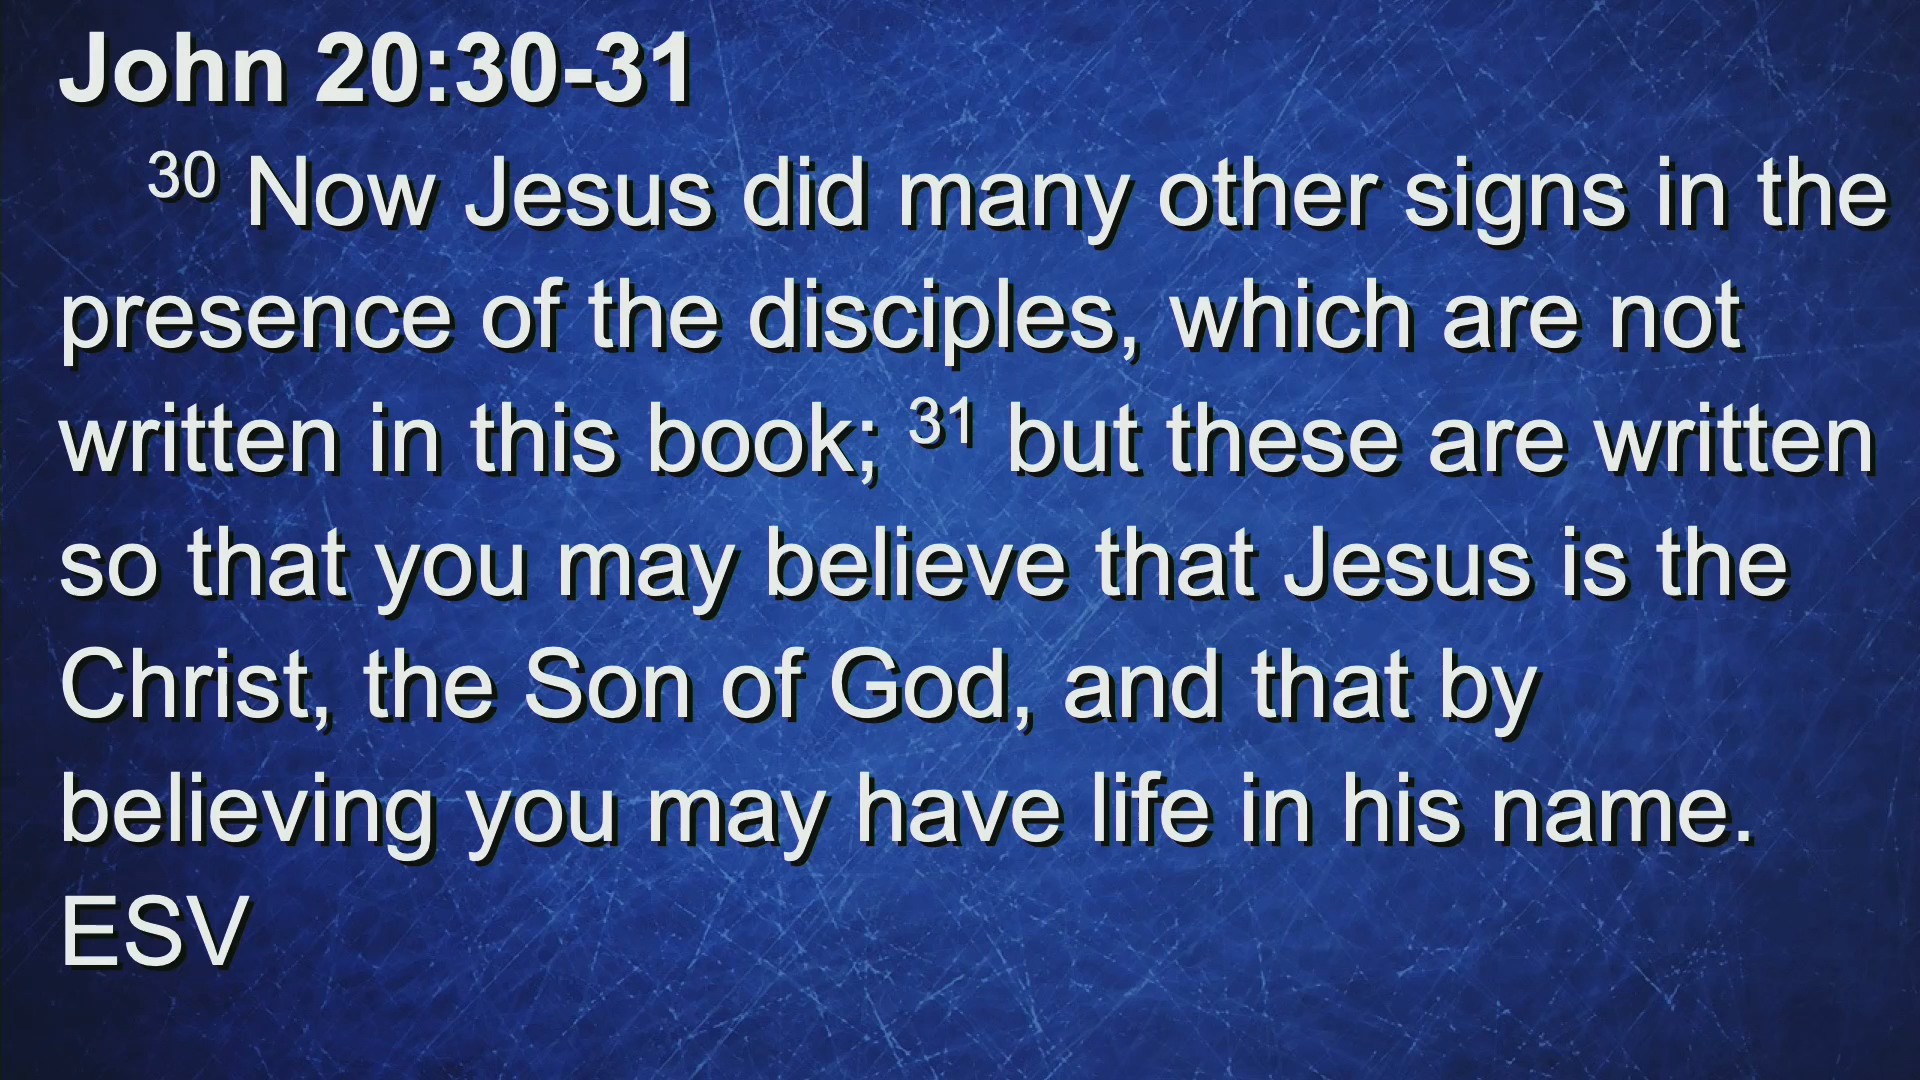 John 20:30-31
30 Now Jesus did many other signs in the
presence of the disciples, which are not
written in this book; 31 but these are written
so that you may believe that Jesus is the
Christ, the Son of God, and that by
believing you may have life in his name.
ESV